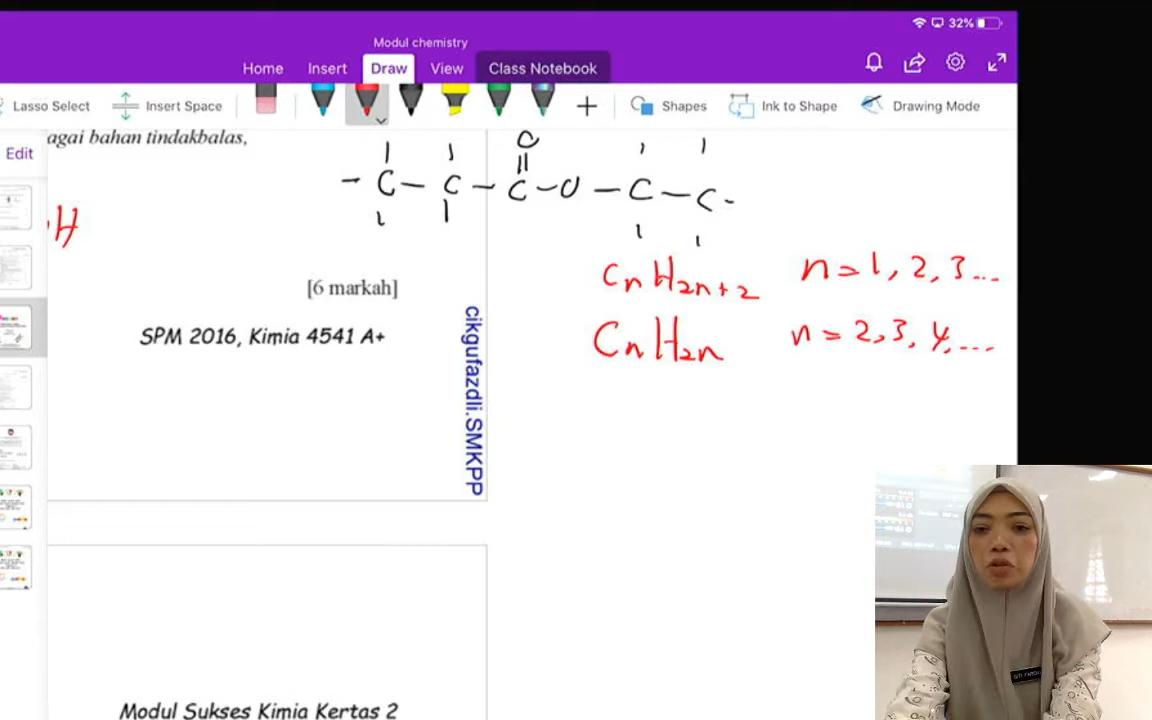 32%
Modul chemistry
Home Insert Draw View Class Notebook
Lasso Select Insert Space Shapes Ink to Shape Drawing Mode
Edit
agai bahan tindakbalas,
O
- C - C - C - O - C - C -
H
[6 markah]
CnH2n+2 n = 1, 2, 3...
SPM 2016, Kimia 4541 A+
CnH2n n = 2, 3, 4, ...
cikgufazdli.SMKPP
Modul Sukses Kimia Kertas 2